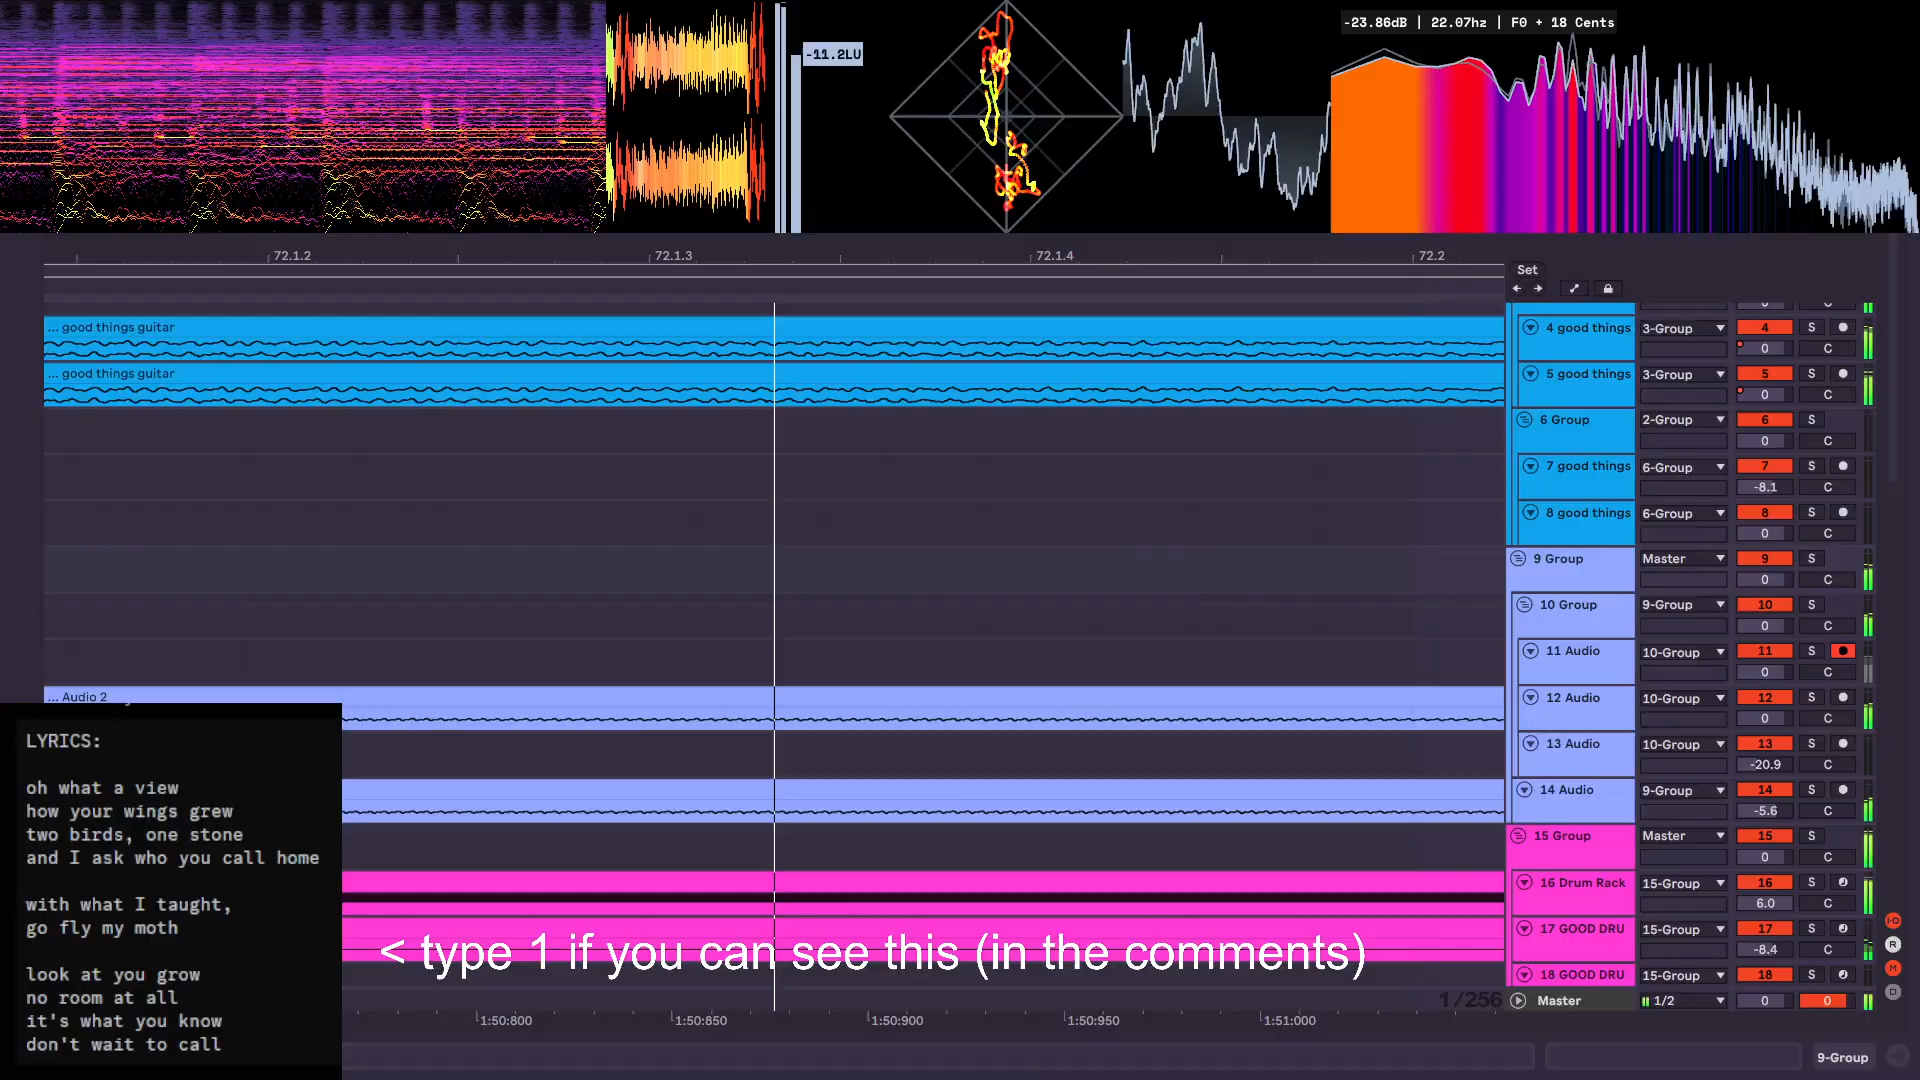 -11.2LU
-23.86dB | 22.07hz | F0 + 18 Cents
72.1.2
72.1.3
72.1.4
72.2
Set
... good things guitar
4 good things
3-Group
4
S
0
C
... good things guitar
5 good things
3-Group
5
S
0
C
6 Group
2-Group
6
S
0
C
7 good things
6-Group
7
S
-8.1
C
8 good things
6-Group
8
S
0
C
9 Group
Master
9
S
0
C
10 Group
9-Group
10
S
0
C
11 Audio
10-Group
11
S
0
C
... Audio 2
12 Audio
10-Group
12
S
0
C
13 Audio
10-Group
13
S
-20.9
C
14 Audio
9-Group
14
S
-5.6
C
15 Group
Master
15
S
0
C
16 Drum Rack
15-Group
16
S
6.0
C
17 GOOD DRU
15-Group
17
S
-8.4
C
18 GOOD DRU
15-Group
18
S
1/256
Master
1/2
0
0
I-O
R
M
D
LYRICS:
oh what a view
how your wings grew
two birds, one stone
and I ask who you call home
with what I taught,
go fly my moth
look at you grow
no room at all
it's what you know
don't wait to call
< type 1 if you can see this (in the comments)
1:50:800
1:50:850
1:50:900
1:50:950
1:51:000
9-Group